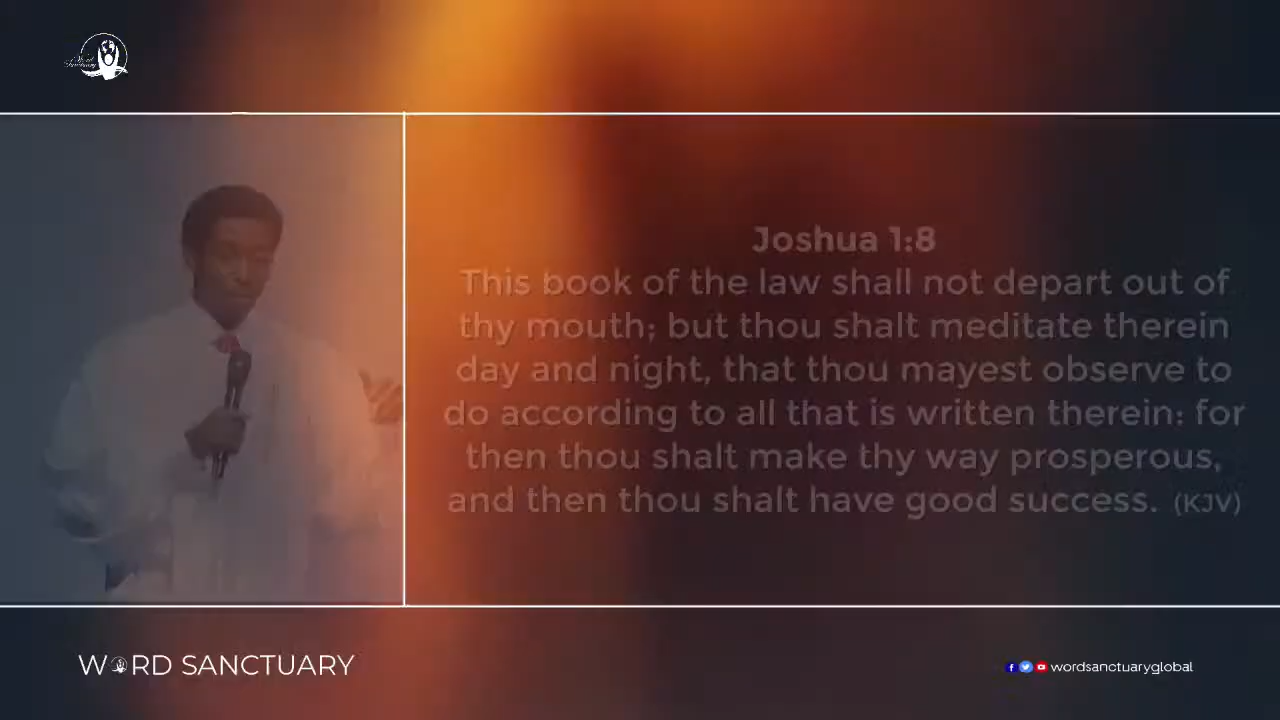 Word
Sanctuary
Joshua 1:8
This book of the law shall not depart out of
thy mouth; but thou shalt meditate therein
day and night, that thou mayest observe to
do according to all that is written therein: for
then thou shalt make thy way prosperous,
and then thou shalt have good success. (KJV)
WORD SANCTUARY
wordsanctuaryglobal